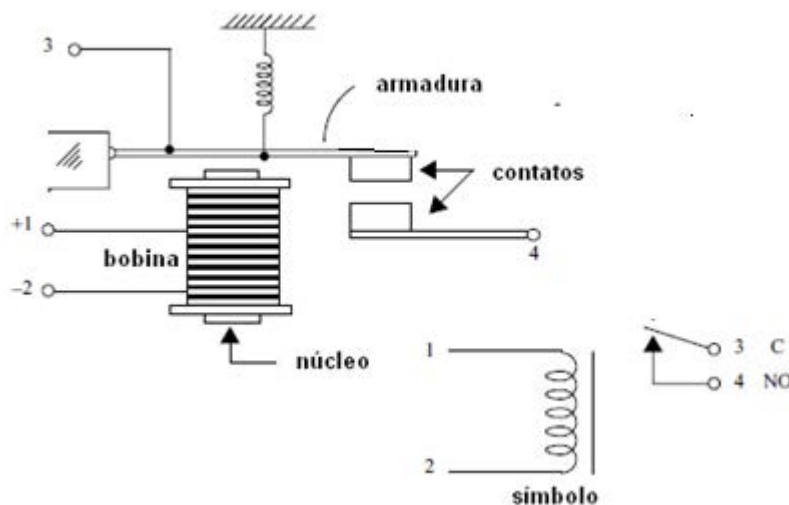 3
armadura
contatos
+1
bobina
4
–2
núcleo
1
3 C
4 NO
2
símbolo